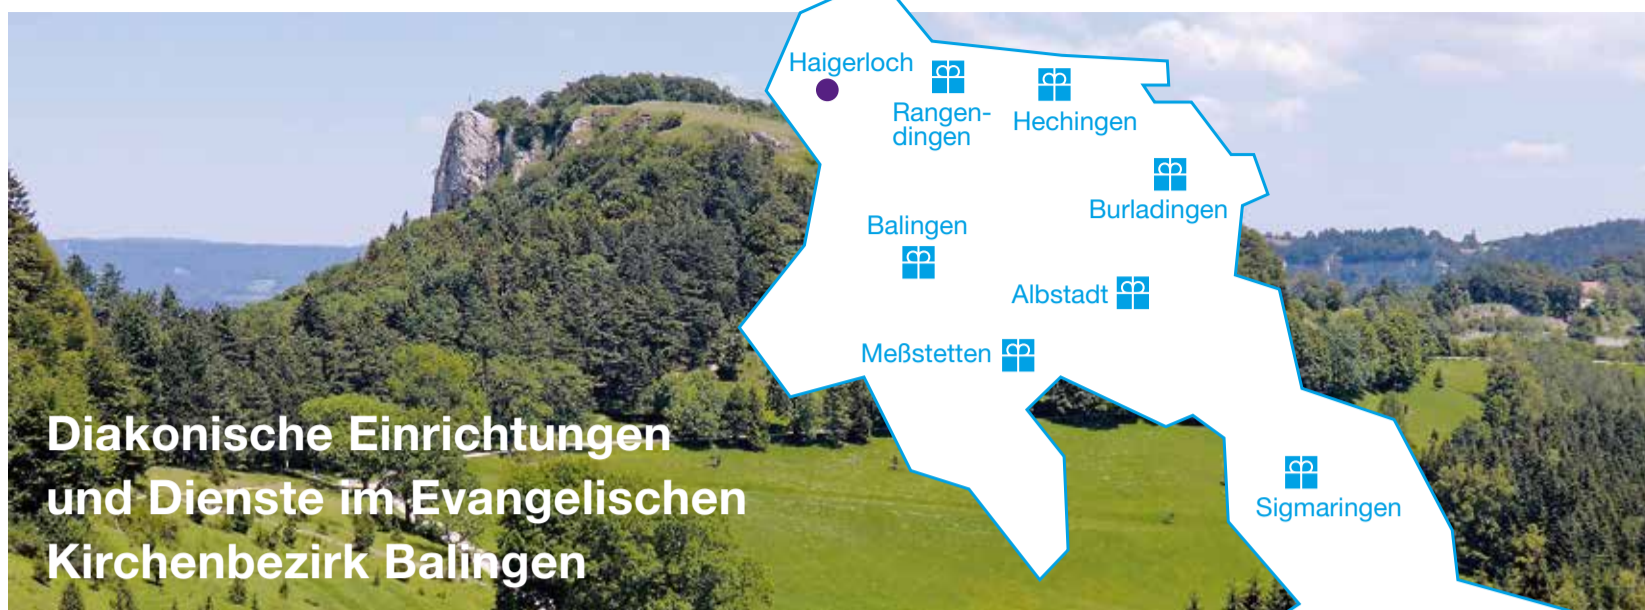 Haigerloch
Rangen-
dingen
Hechingen
Burladingen
Balingen
Albstadt
Meßstetten
Sigmaringen
Diakonische Einrichtungen
und Dienste im Evangelischen
Kirchenbezirk Balingen